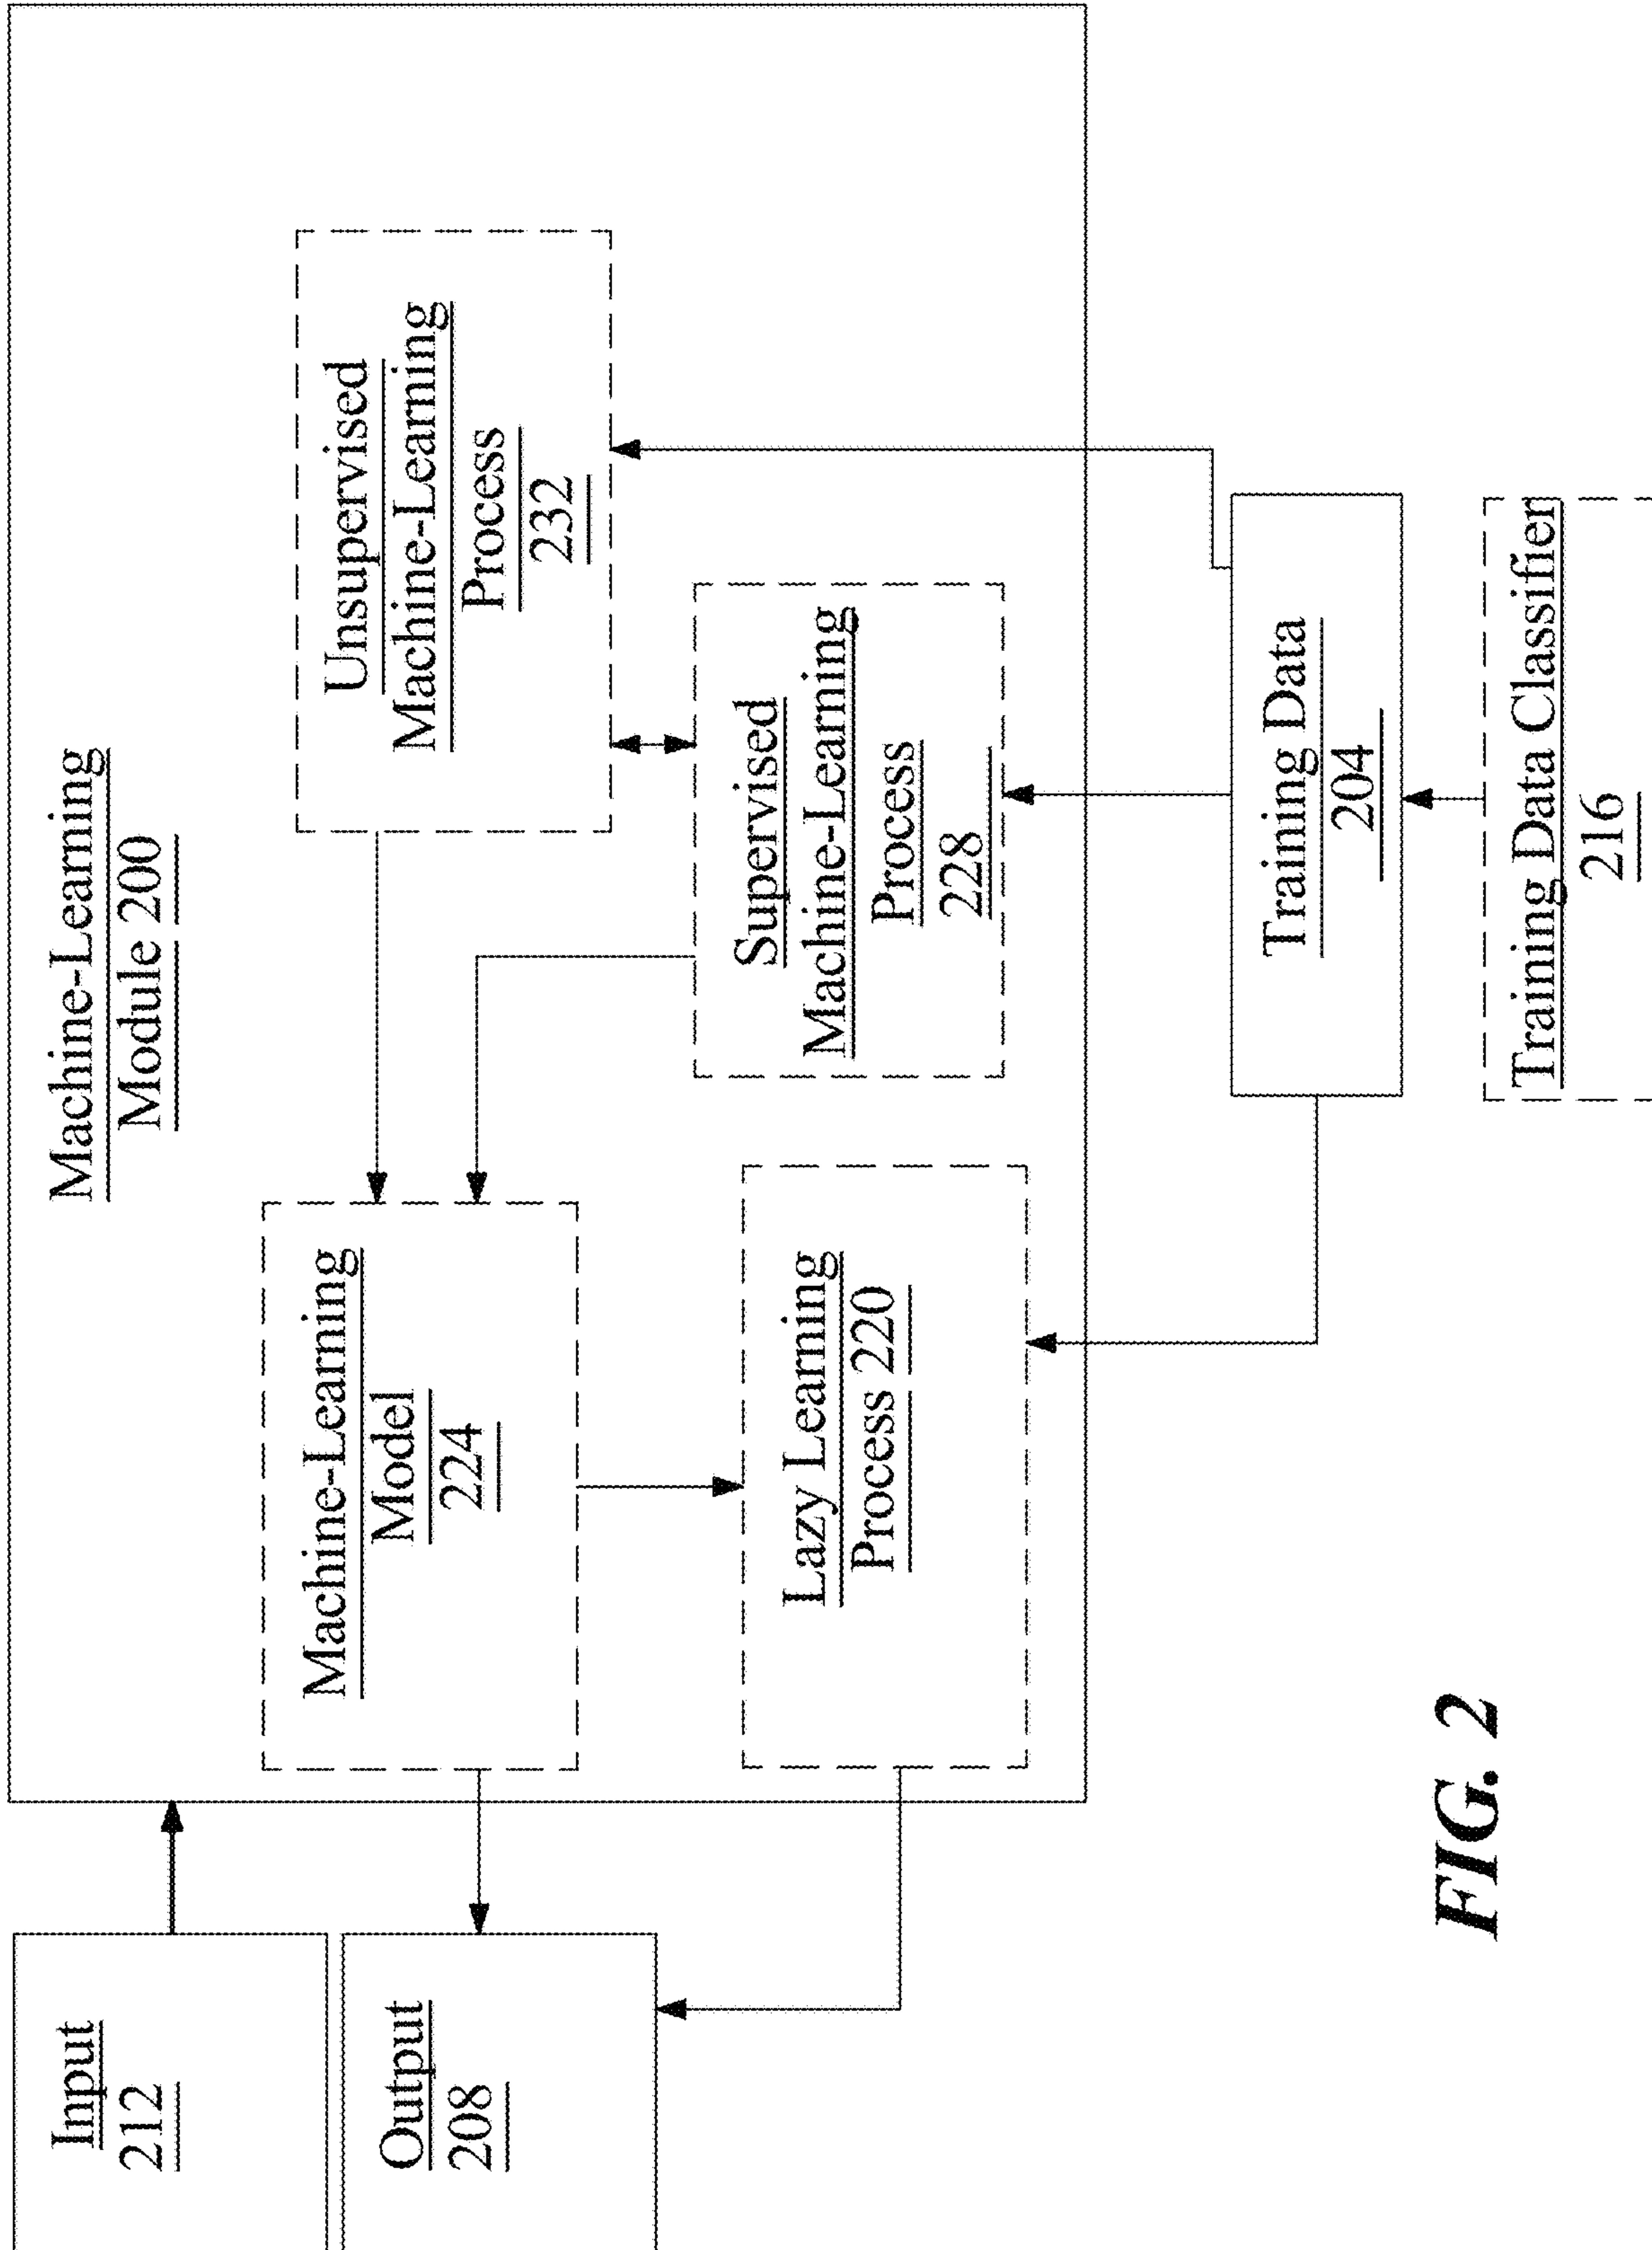 Machine-Learning
Module 200
Input
212
Output
208
Machine-Learning
Model
224
Unsupervised
Machine-Learning
Process
232
Supervised
Machine-Learning
Process
228
Lazy Learning
Process 220
Training Data
204
Training Data Classifier
216
FIG. 2